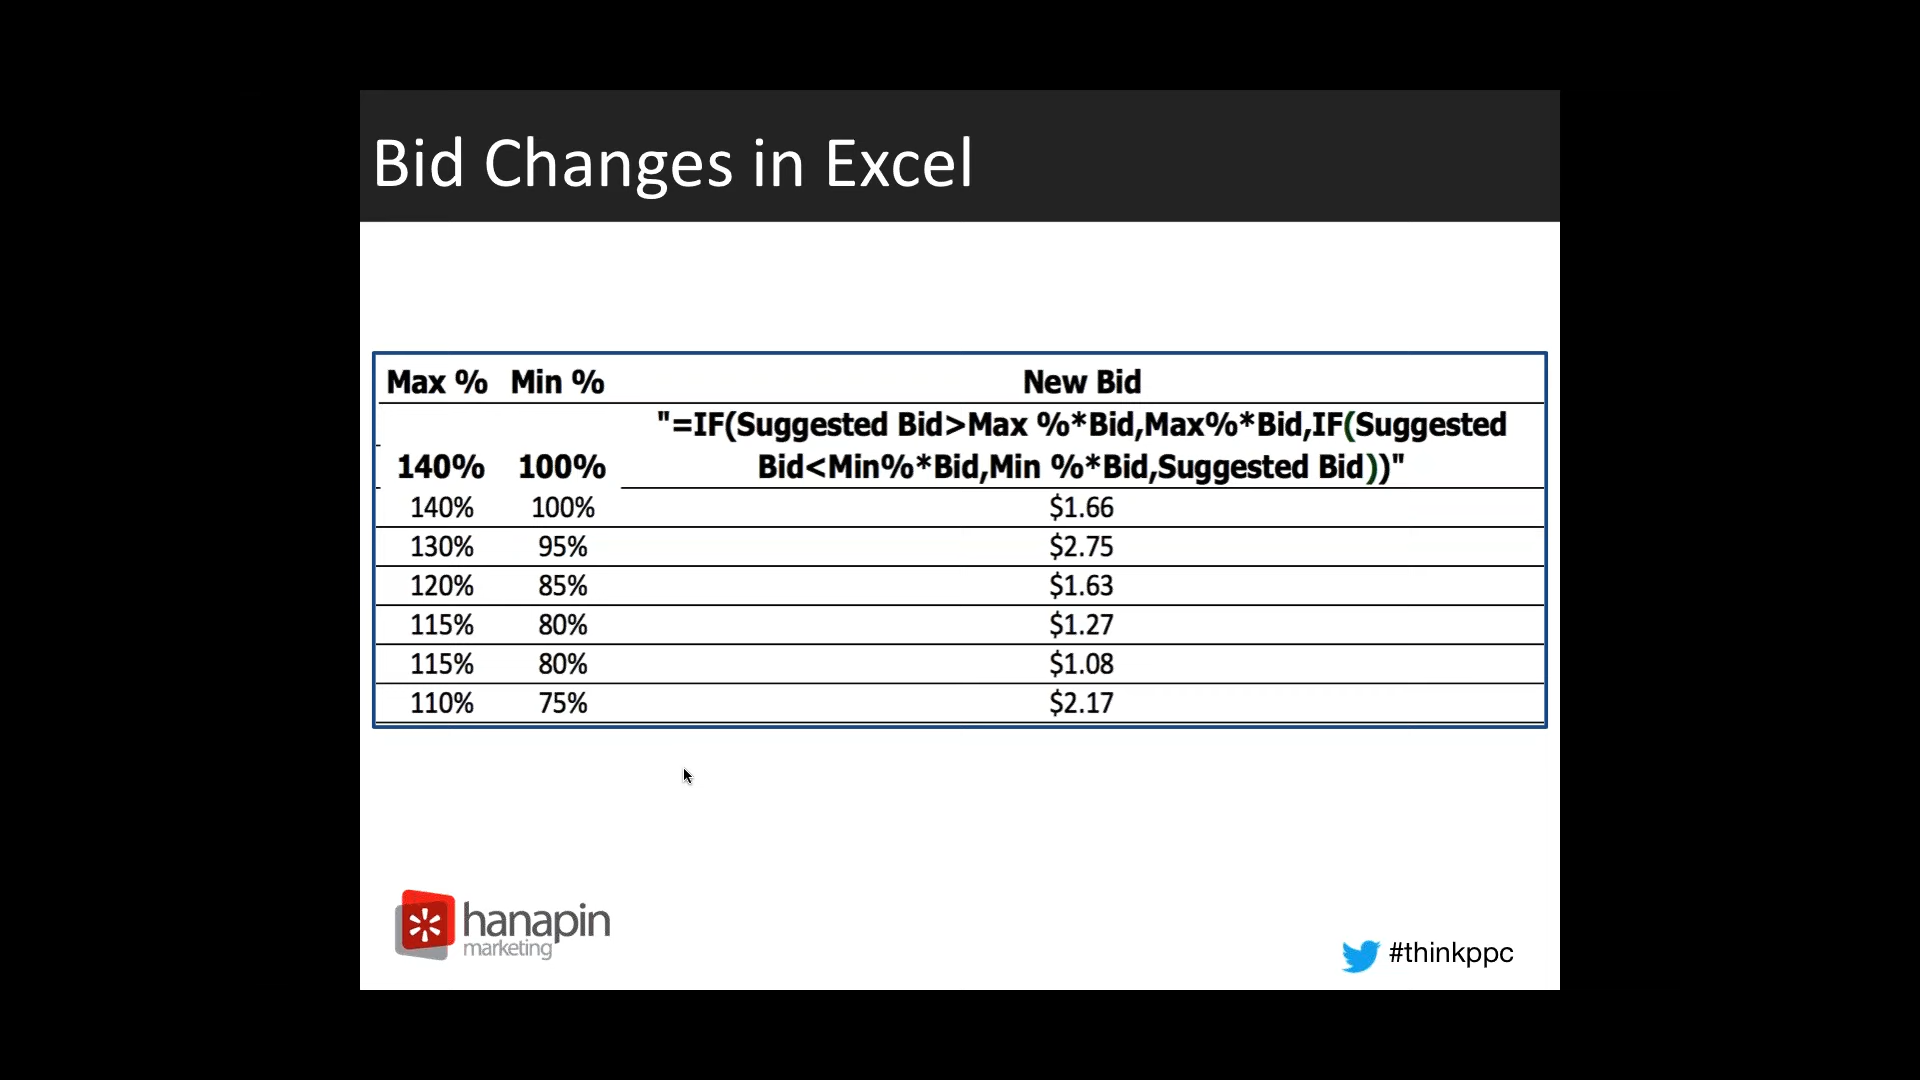 Bid Changes in Excel
Max % Min % New Bid
"=IF(Suggested Bid>Max %*Bid,Max%*Bid,IF(Suggested
140% 100% Bid<Min%*Bid,Min %*Bid,Suggested Bid))"
140% 100% $1.66
130% 95% $2.75
120% 85% $1.63
115% 80% $1.27
115% 80% $1.08
110% 75% $2.17
hanapin
marketing
#thinkppc